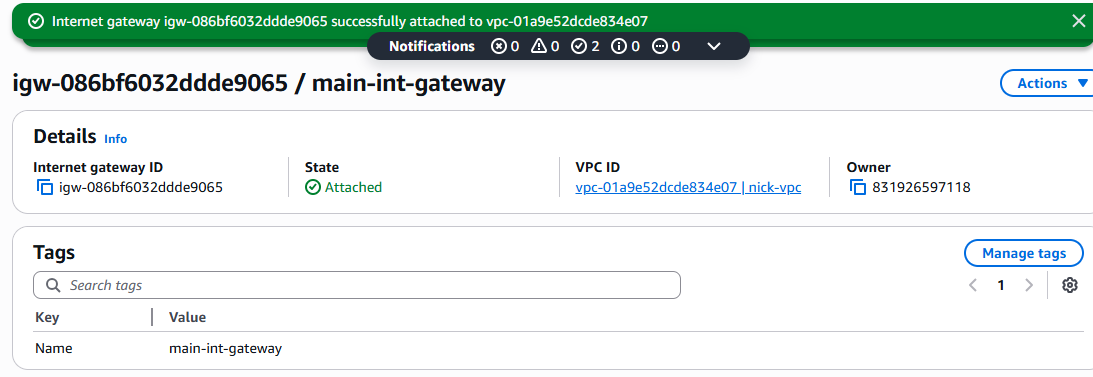 Internet gateway igw-086bf6032ddde9065 successfully attached to vpc-01a9e52dcde834e07
Notifications 0 0 2 0 0
igw-086bf6032ddde9065 / main-int-gateway
Actions
Details Info
Internet gateway ID State VPC ID Owner
igw-086bf6032ddde9065 Attached vpc-01a9e52dcde834e07 | nick-vpc 831926597118
Tags
Manage tags
Search tags
1
Key Value
Name main-int-gateway